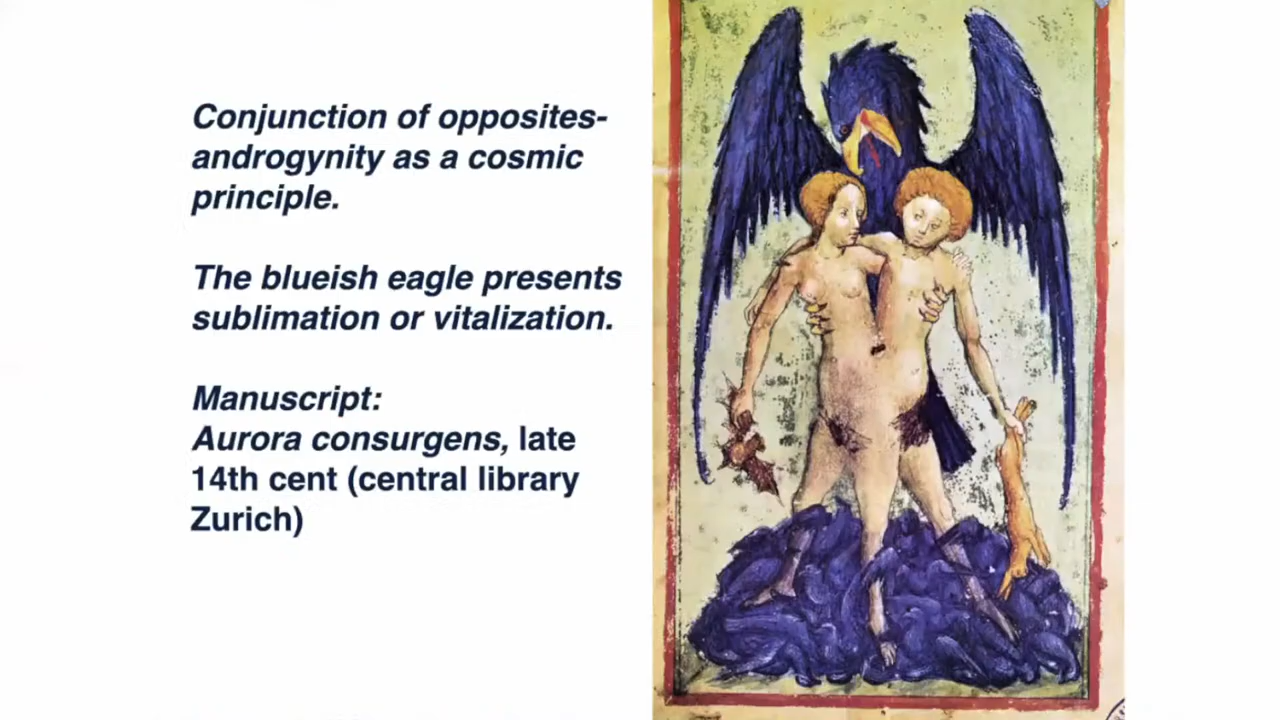 Conjunction of opposites-
androgynity as a cosmic
principle.
The blueish eagle presents
sublimation or vitalization.
Manuscript:
Aurora consurgens, late
14th cent (central library
Zurich)